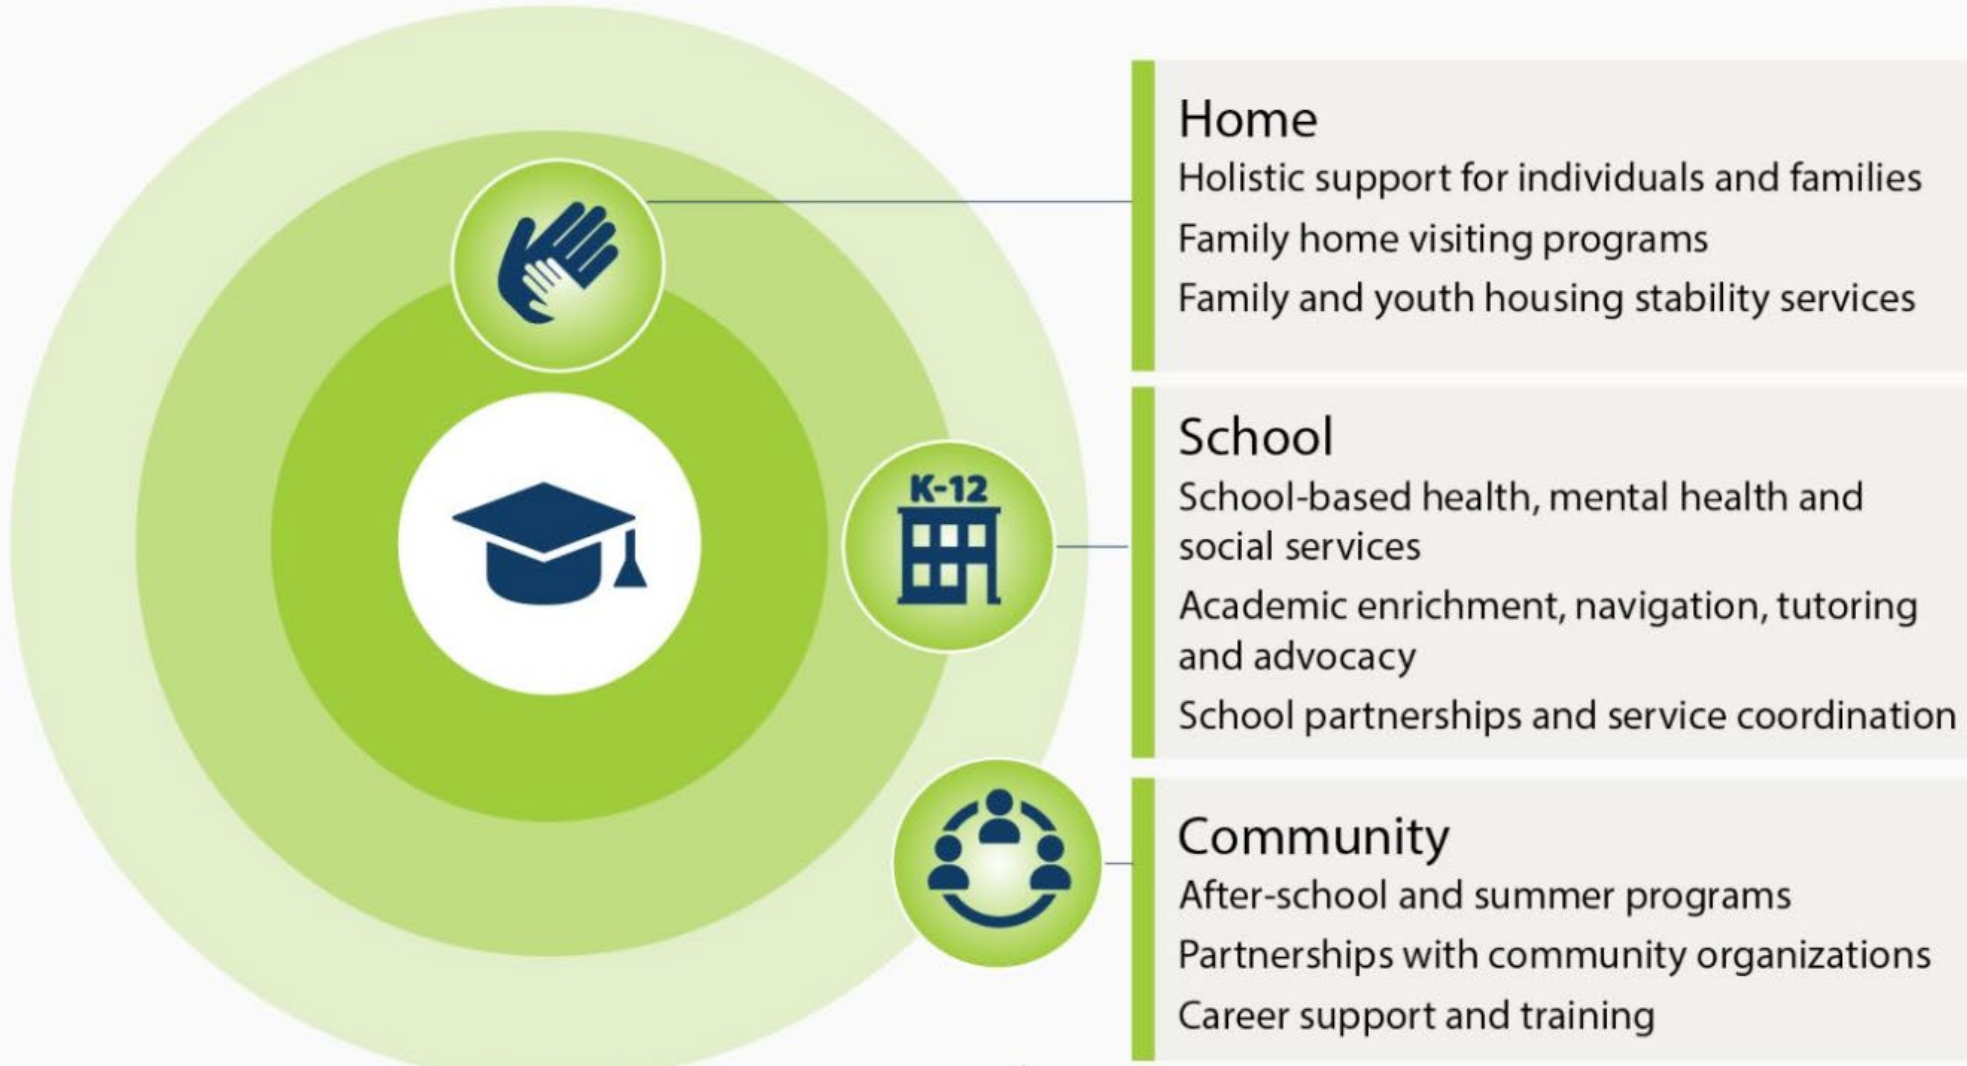 Home
Holistic support for individuals and families
Family home visiting programs
Family and youth housing stability services
K-12
School
School-based health, mental health and
social services
Academic enrichment, navigation, tutoring
and advocacy
School partnerships and service coordination
Community
After-school and summer programs
Partnerships with community organizations
Career support and training